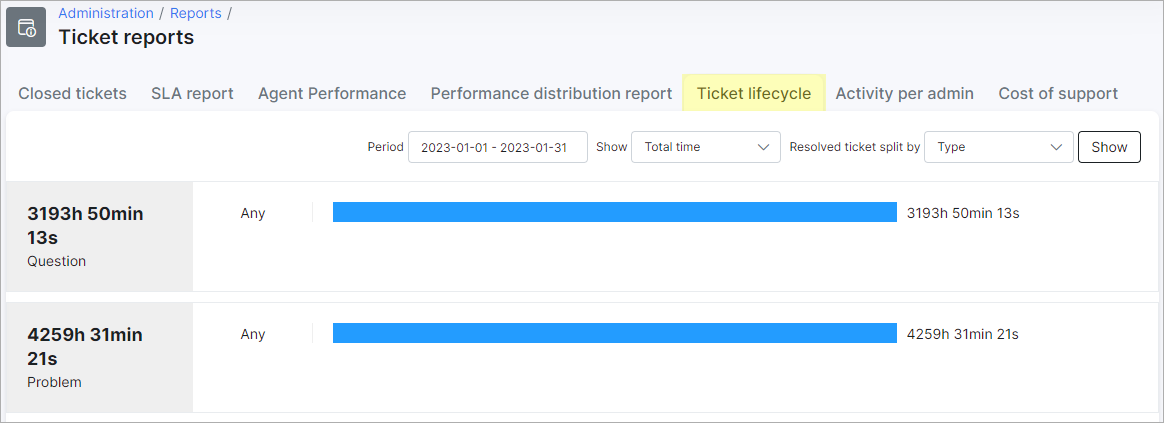 Administration / Reports /
Ticket reports
Closed tickets SLA report Agent Performance Performance distribution report Ticket lifecycle Activity per admin Cost of support
Period 2023-01-01 - 2023-01-31 Show Total time Resolved ticket split by Type Show
3193h 50min
13s
Question
Any 3193h 50min 13s
4259h 31min
21s
Problem
Any 4259h 31min 21s